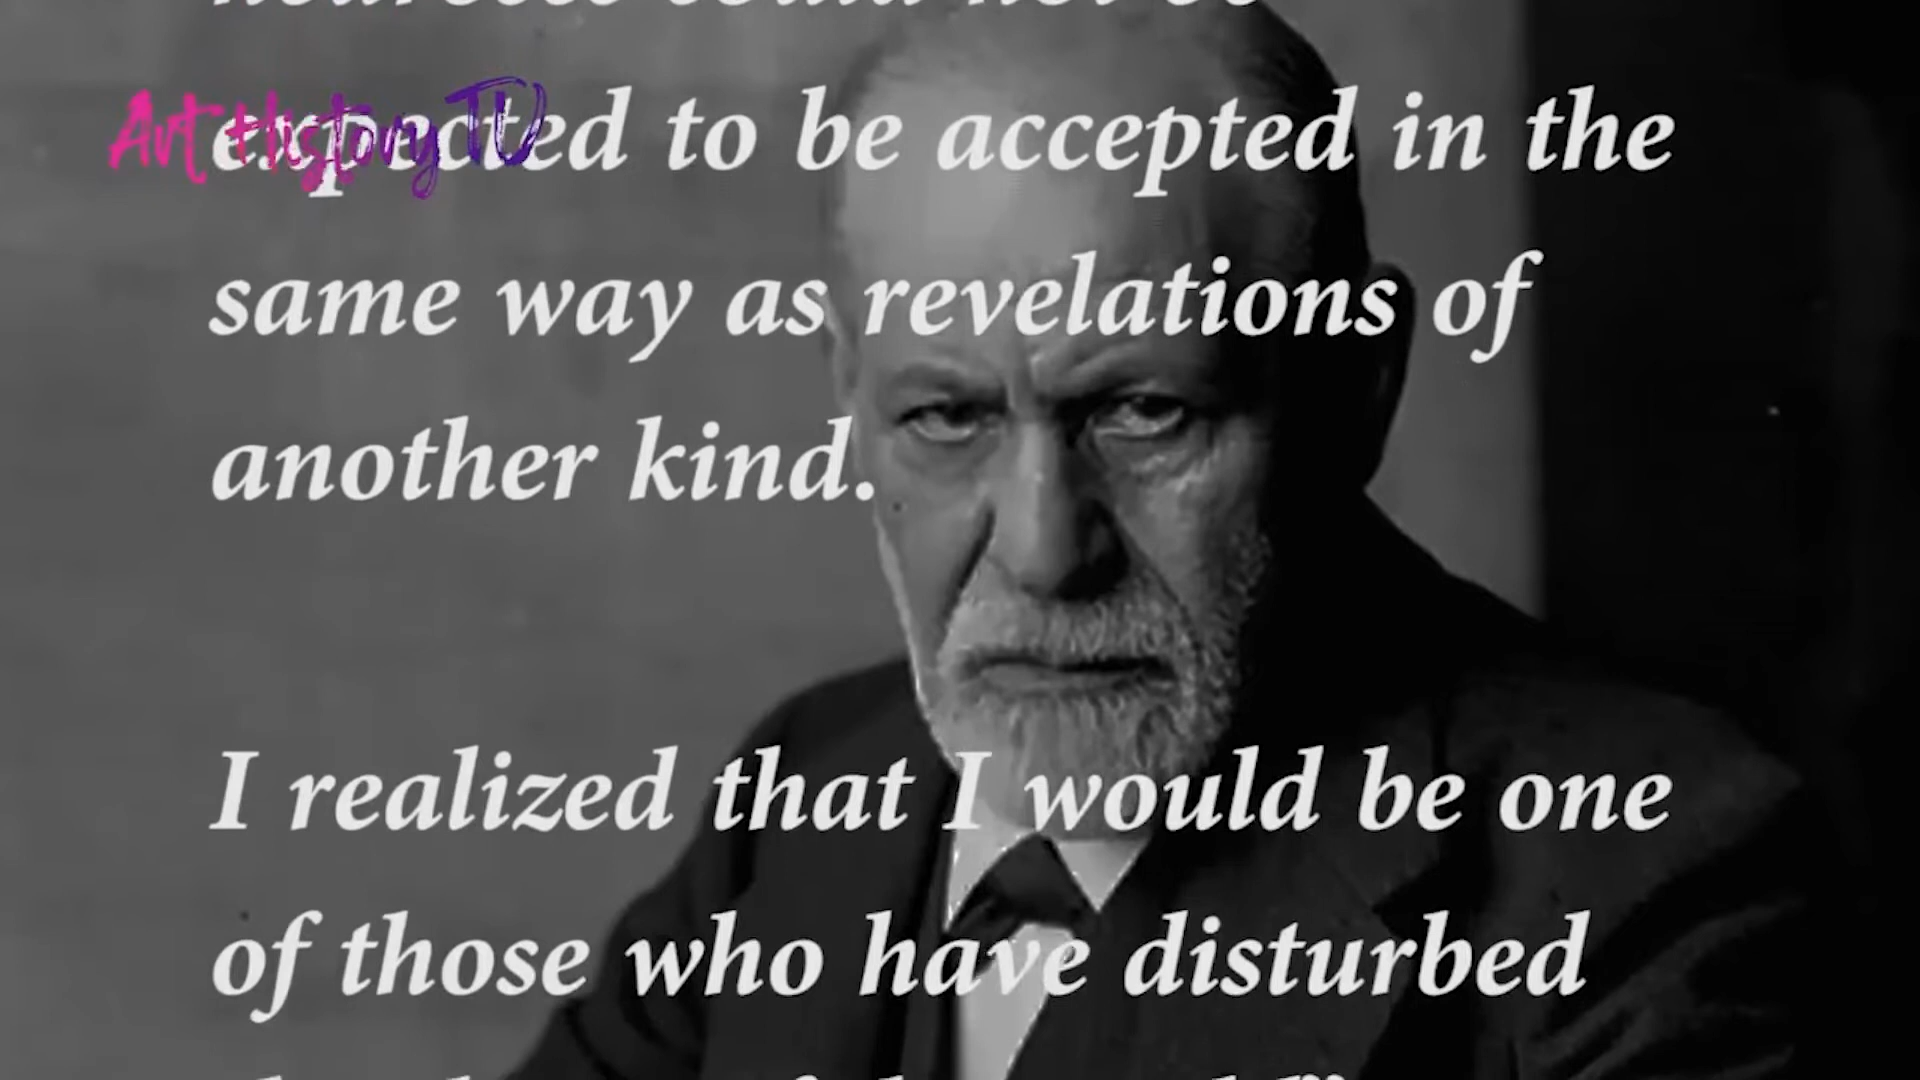 Art History TV
expected to be accepted in the
same way as revelations of
another kind.
I realized that I would be one
of those who have disturbed